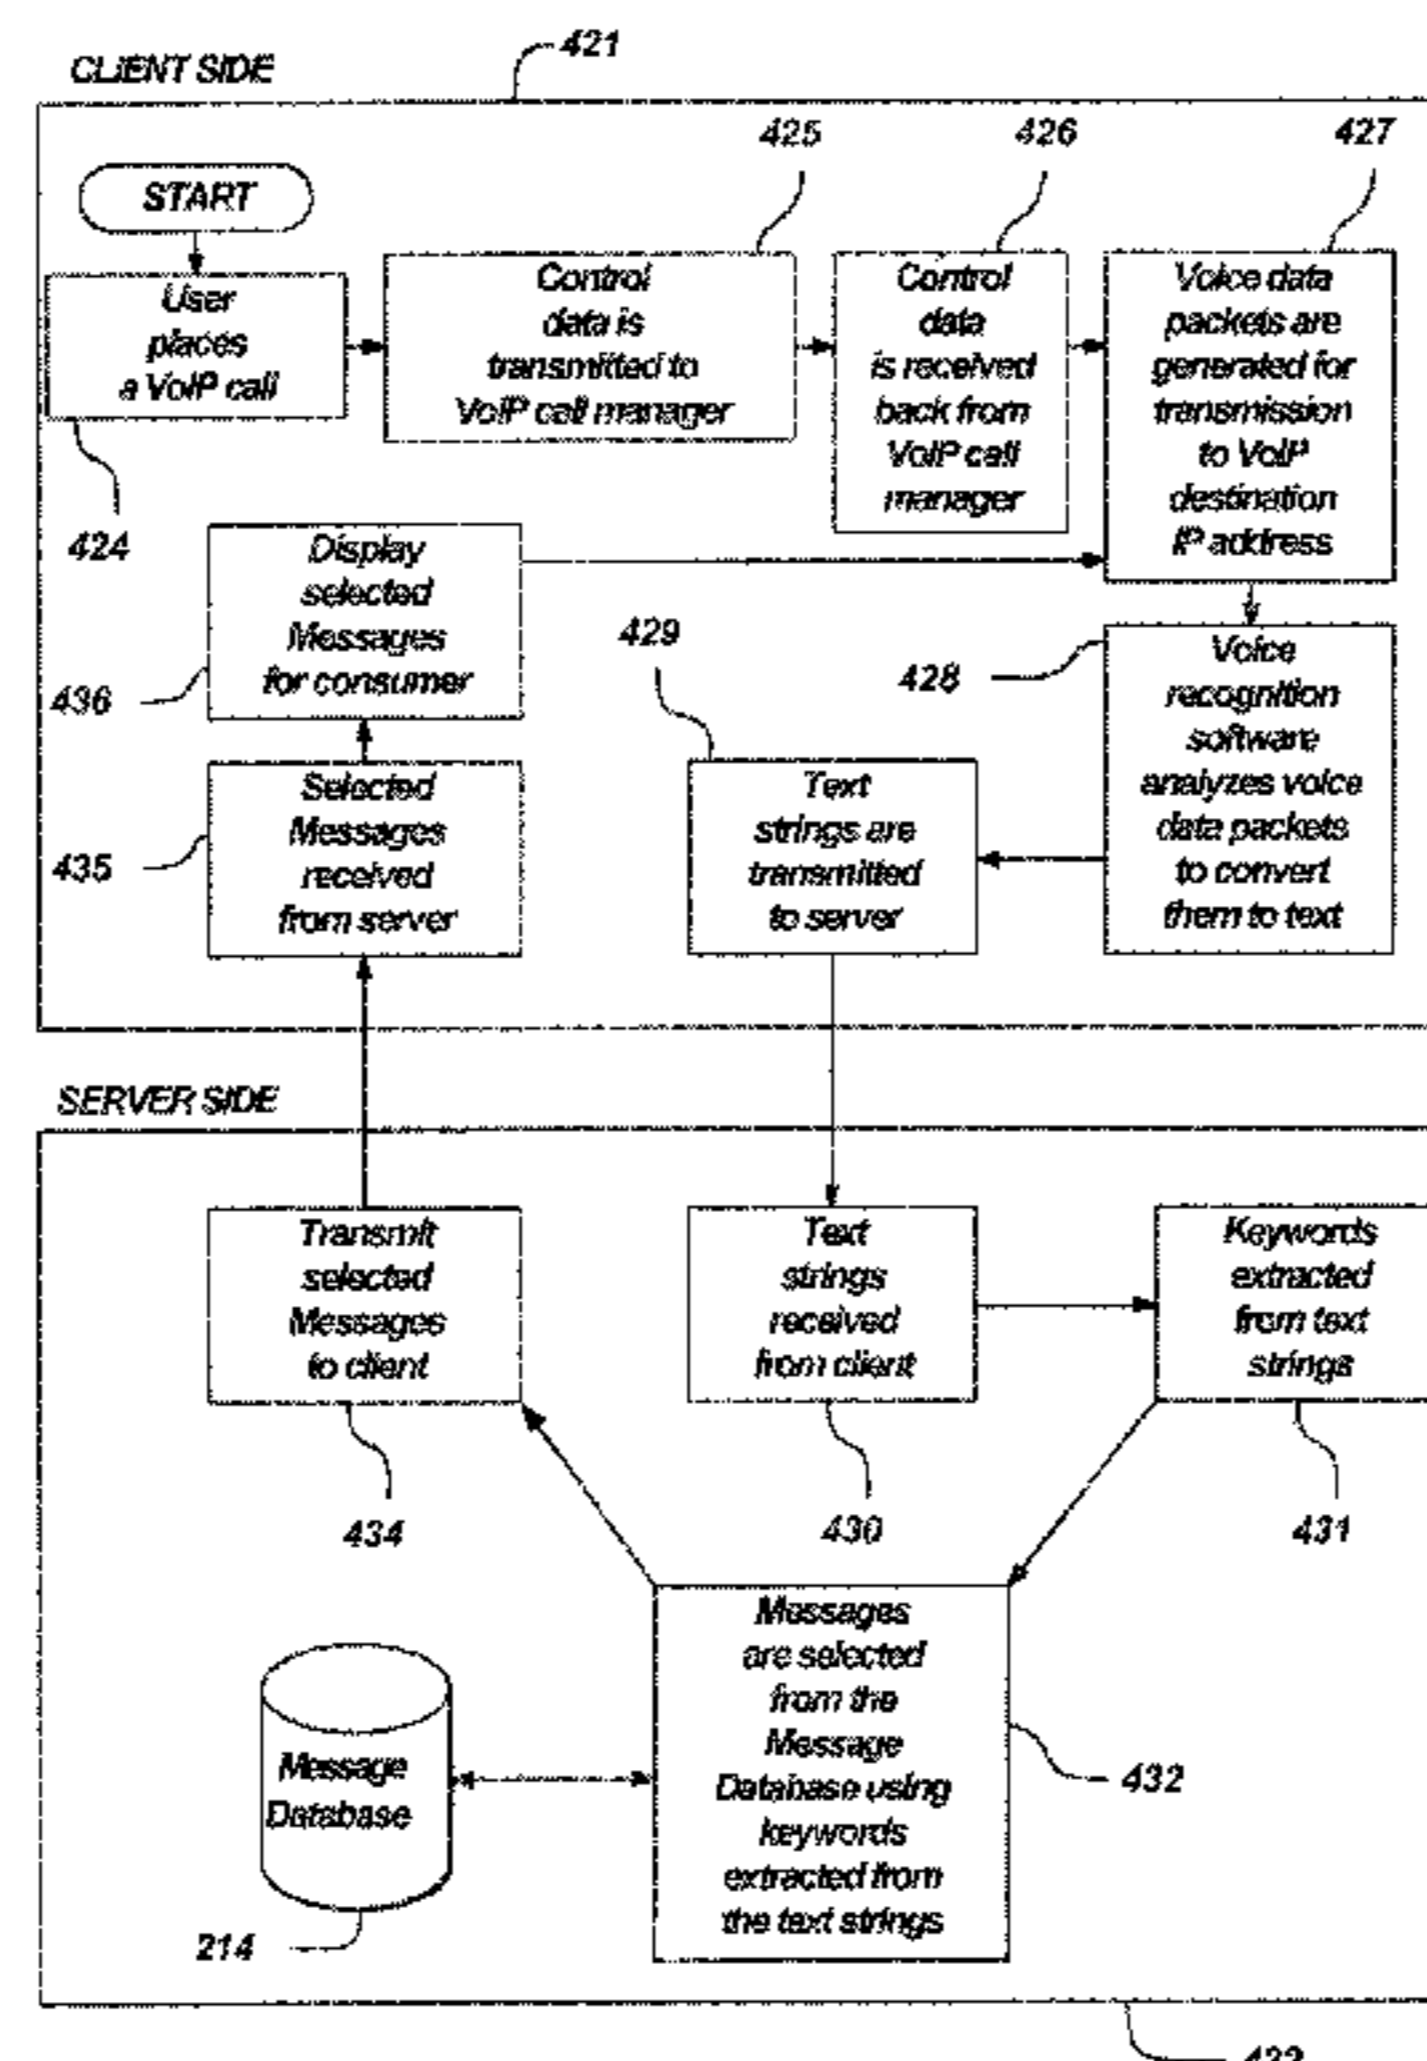 421
CLIENT SIDE
425
426
427
START
User
places
a VoIP call
Control
data is
transmitted to
VoIP call manager
Control
data
is received
back from
VoIP call
manager
Voice data
packets are
generated for
transmission
to VoIP
destination
IP address
424
Display
selected
Messages
for consumer
436
429
428
Voice
recognition
software
analyzes voice
data packets
to convert
them to text
Selected
Messages
received
from server
435
Text
strings are
transmitted
to server
SERVER SIDE
Transmit
selected
Messages
to client
Text
strings
received
from client
Keywords
extracted
from text
strings
434
430
431
Messages
are selected
from the
Message
Database using
keywords
extracted from
the text strings
432
Message
Database
214